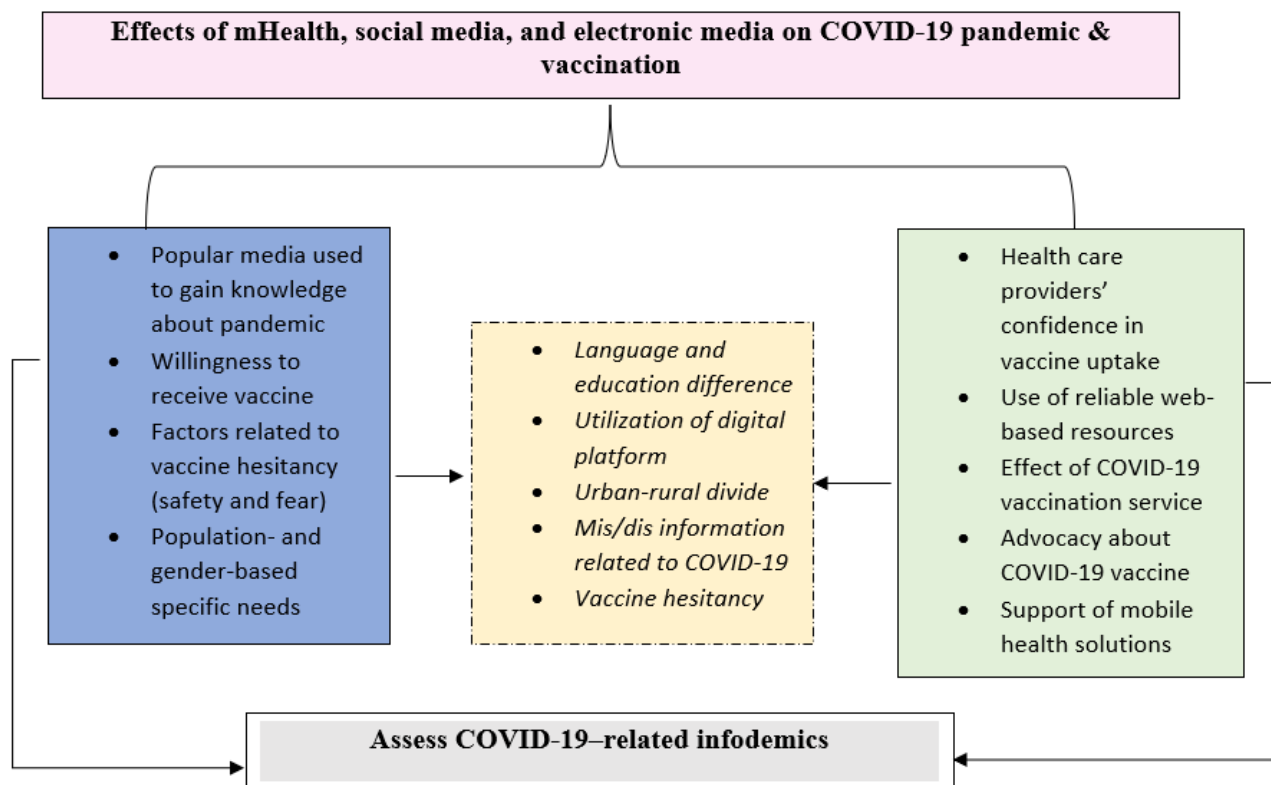 Effects of mHealth, social media, and electronic media on COVID-19 pandemic &
vaccination
• Popular media used
to gain knowledge
about pandemic
• Willingness to
receive vaccine
• Factors related to
vaccine hesitancy
(safety and fear)
• Population- and
gender-based
specific needs
• Language and
education difference
• Utilization of digital
platform
• Urban-rural divide
• Mis/dis information
related to COVID-19
• Vaccine hesitancy
• Health care
providers’
confidence in
vaccine uptake
• Use of reliable web-
based resources
• Effect of COVID-19
vaccination service
• Advocacy about
COVID-19 vaccine
• Support of mobile
health solutions
Assess COVID-19–related infodemics